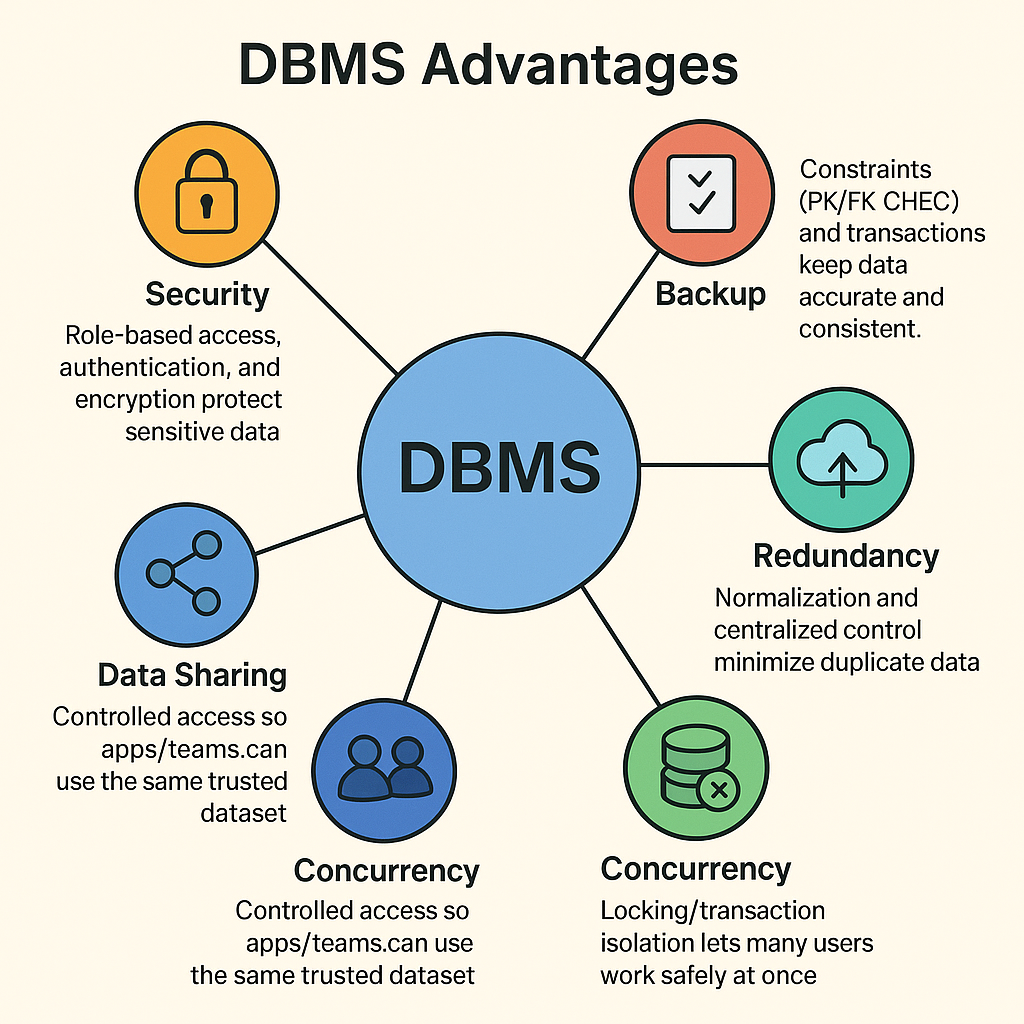 DBMS Advantages
Security
Role-based access,
authentication, and
encryption protect
sensitive data
Backup
Constraints
(PK/FK CHEC)
and transactions
keep data
accurate and
consistent.
DBMS
Redundancy
Normalization and
centralized control
minimize duplicate data
Data Sharing
Controlled access so
apps/teams.can
use the same trusted
dataset
Concurrency
Controlled access so
apps/teams.can use
the same trusted dataset
Concurrency
Locking/transaction
isolation lets many users
work safely at once